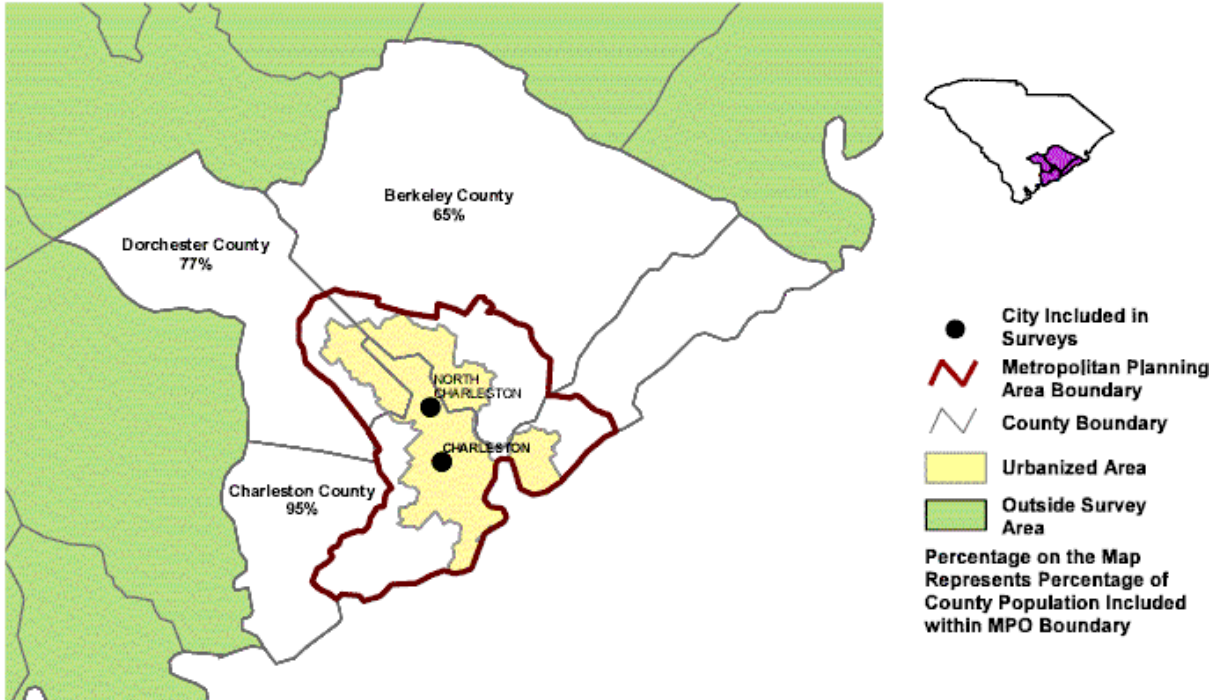 Berkeley County
65%
Dorchester County
77%
NORTH
CHARLESTON
CHARLESTON
Charleston County
95%
City Included in
Surveys
Metropolitan Planning
Area Boundary
County Boundary
Urbanized Area
Outside Survey
Area
Percentage on the Map
Represents Percentage of
County Population Included
within MPO Boundary